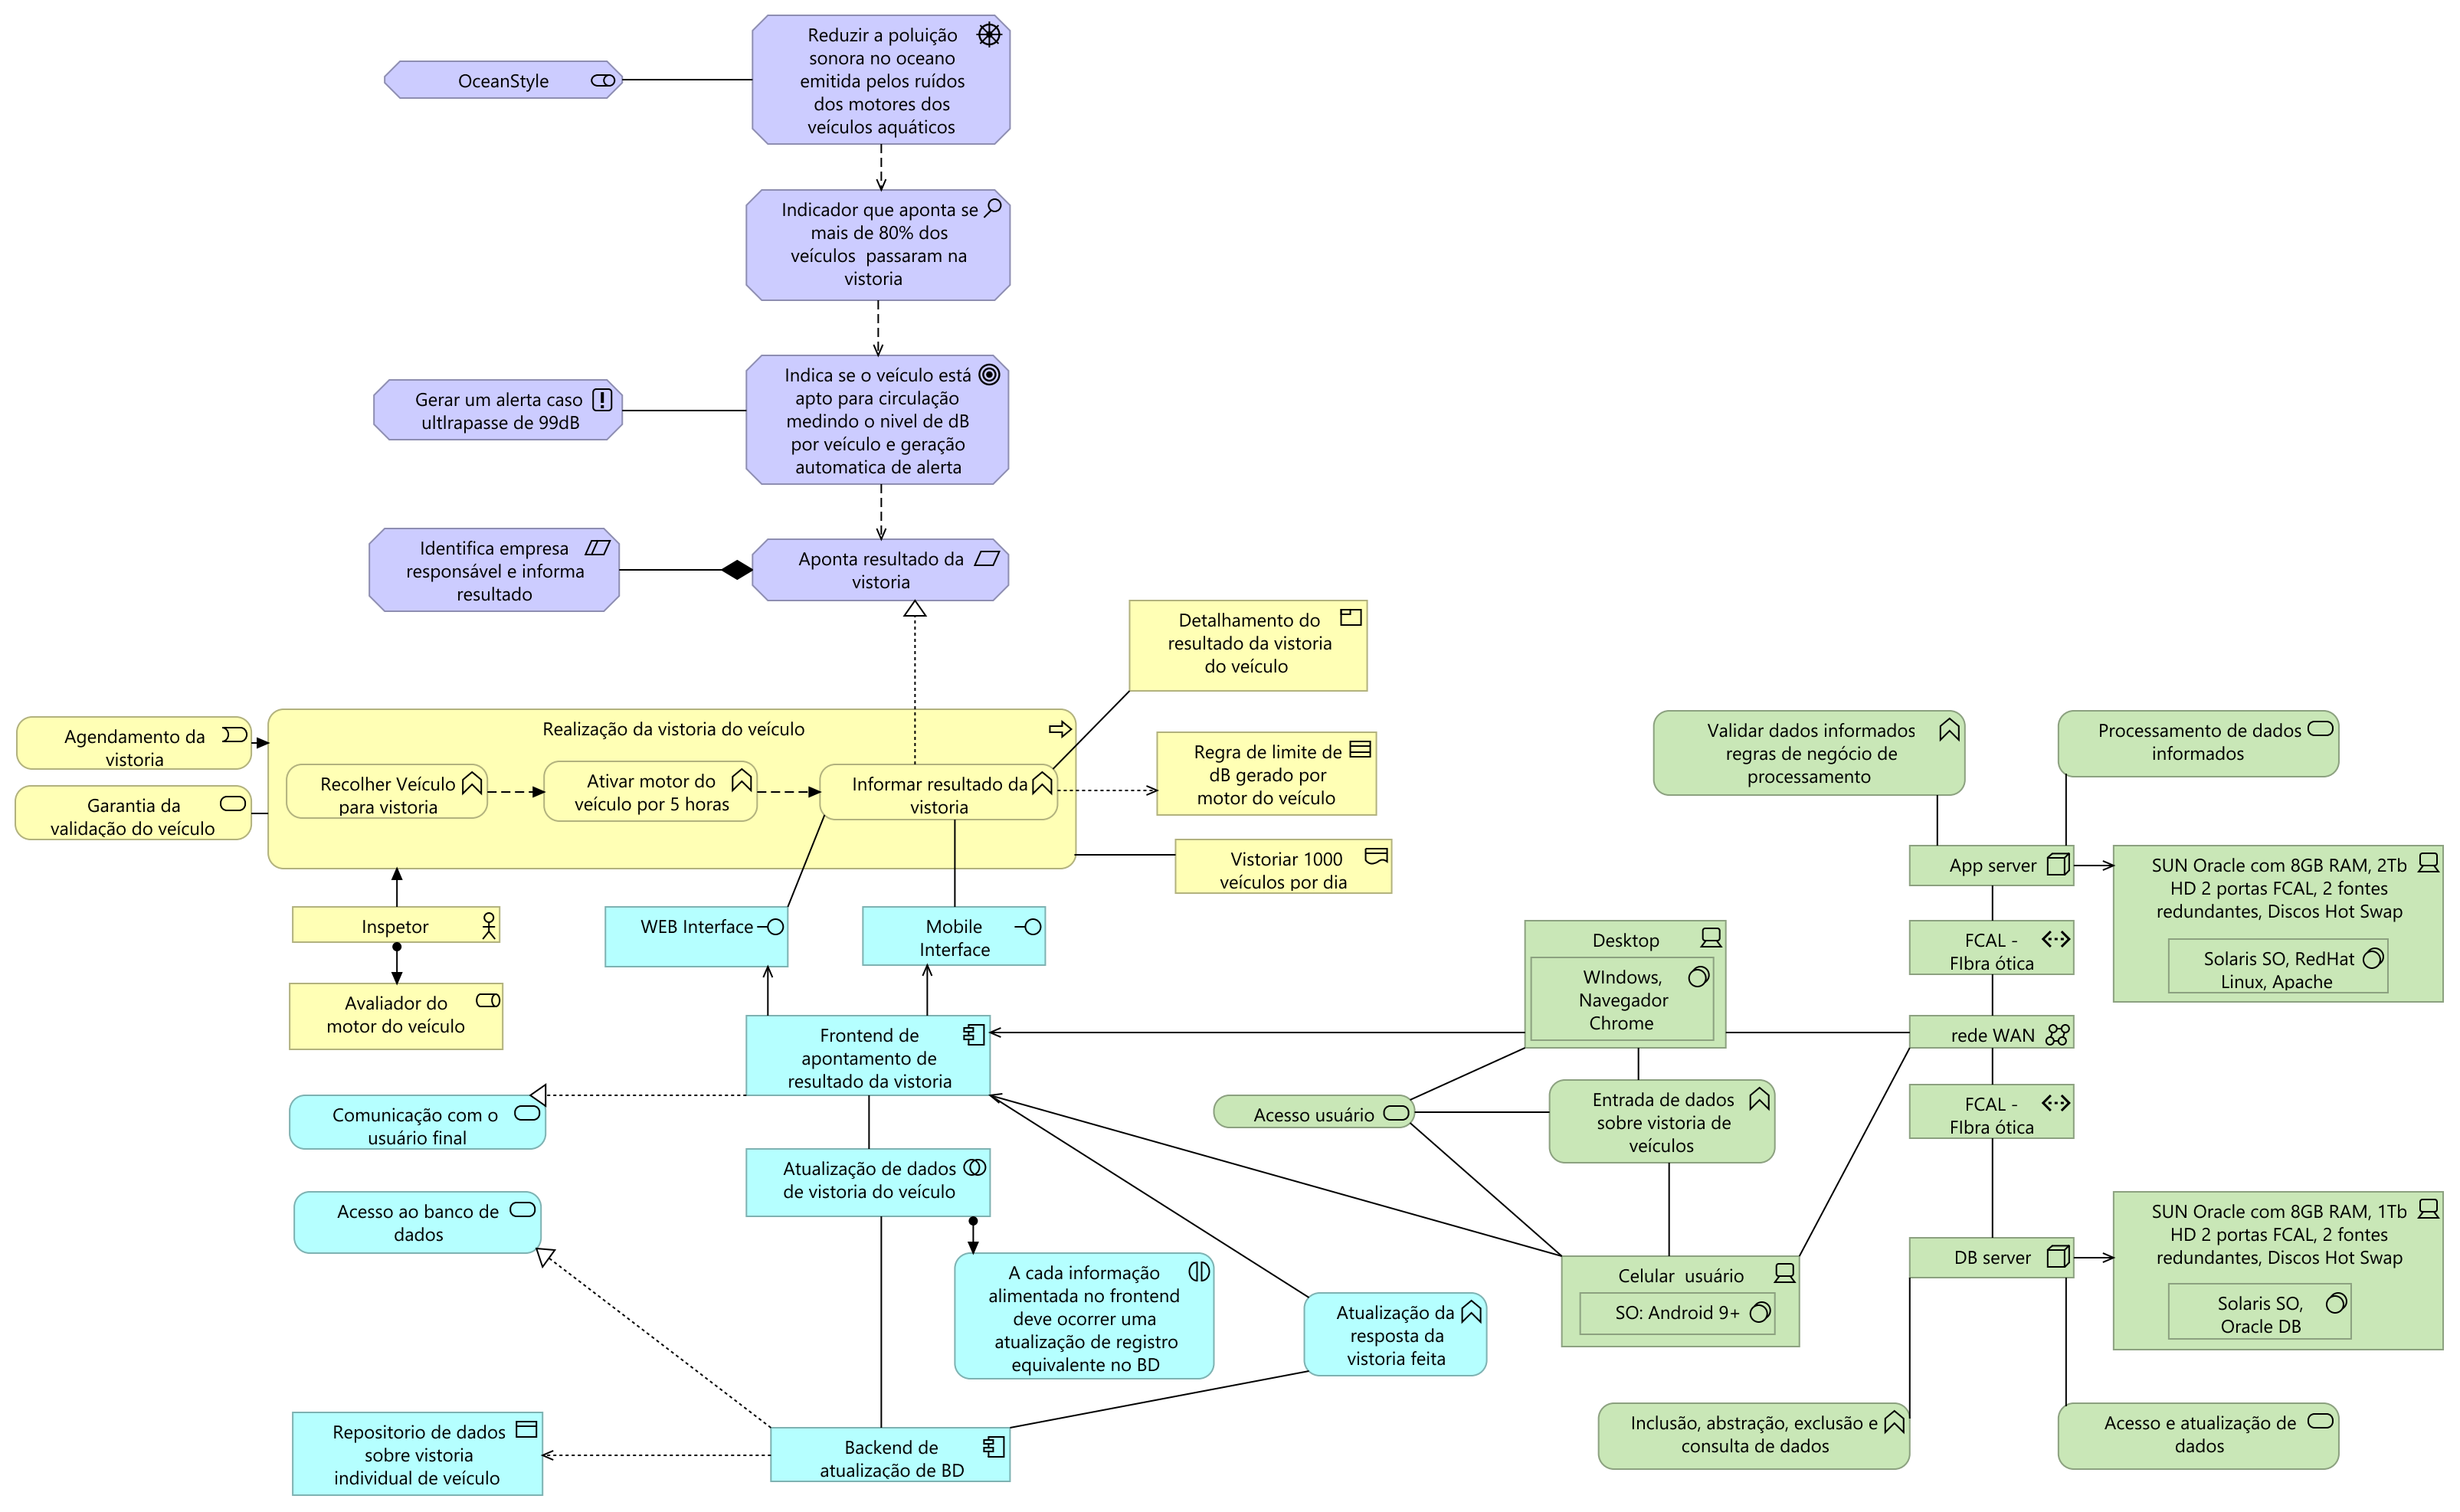 Reduzir a poluição
sonora no oceano
emitida pelos ruídos
dos motores dos
veículos aquáticos
OceanStyle
Indicador que aponta se
mais de 80% dos
veículos  passaram na
vistoria
Indica se o veículo está
apto para circulação
medindo o nivel de dB
por veículo e geração
automatica de alerta
Gerar um alerta caso
ultlrapasse de 99dB
Identifica empresa
responsável e informa
resultado
Aponta resultado da
vistoria
Detalhamento do
resultado da vistoria
do veículo
Agendamento da
vistoria
Garantia da
validação do veículo
Realização da vistoria do veículo
Recolher Veículo
para vistoria
Ativar motor do
veículo por 5 horas
Informar resultado da
vistoria
Regra de limite de
dB gerado por
motor do veículo
Vistoriar 1000
veículos por dia
Inspetor
Avaliador do
motor do veículo
WEB Interface
Mobile
Interface
Frontend de
apontamento de
resultado da vistoria
Comunicação com o
usuário final
Atualização de dados
de vistoria do veículo
Acesso ao banco de
dados
A cada informação
alimentada no frontend
deve ocorrer uma
atualização de registro
equivalente no BD
Atualização da
resposta da
vistoria feita
Repositorio de dados
sobre vistoria
individual de veículo
Backend de
atualização de BD
Validar dados informados
regras de negócio de
processamento
Processamento de dados
informados
App server
SUN Oracle com 8GB RAM, 2Tb
HD 2 portas FCAL, 2 fontes
redundantes, Discos Hot Swap
Solaris SO, RedHat
Linux, Apache
FCAL -
FIbra ótica
Desktop
WIndows,
Navegador
Chrome
rede WAN
FCAL -
FIbra ótica
Acesso usuário
Entrada de dados
sobre vistoria de
veículos
Celular  usuário
SO: Android 9+
DB server
SUN Oracle com 8GB RAM, 1Tb
HD 2 portas FCAL, 2 fontes
redundantes, Discos Hot Swap
Solaris SO,
Oracle DB
Inclusão, abstração, exclusão e
consulta de dados
Acesso e atualização de
dados